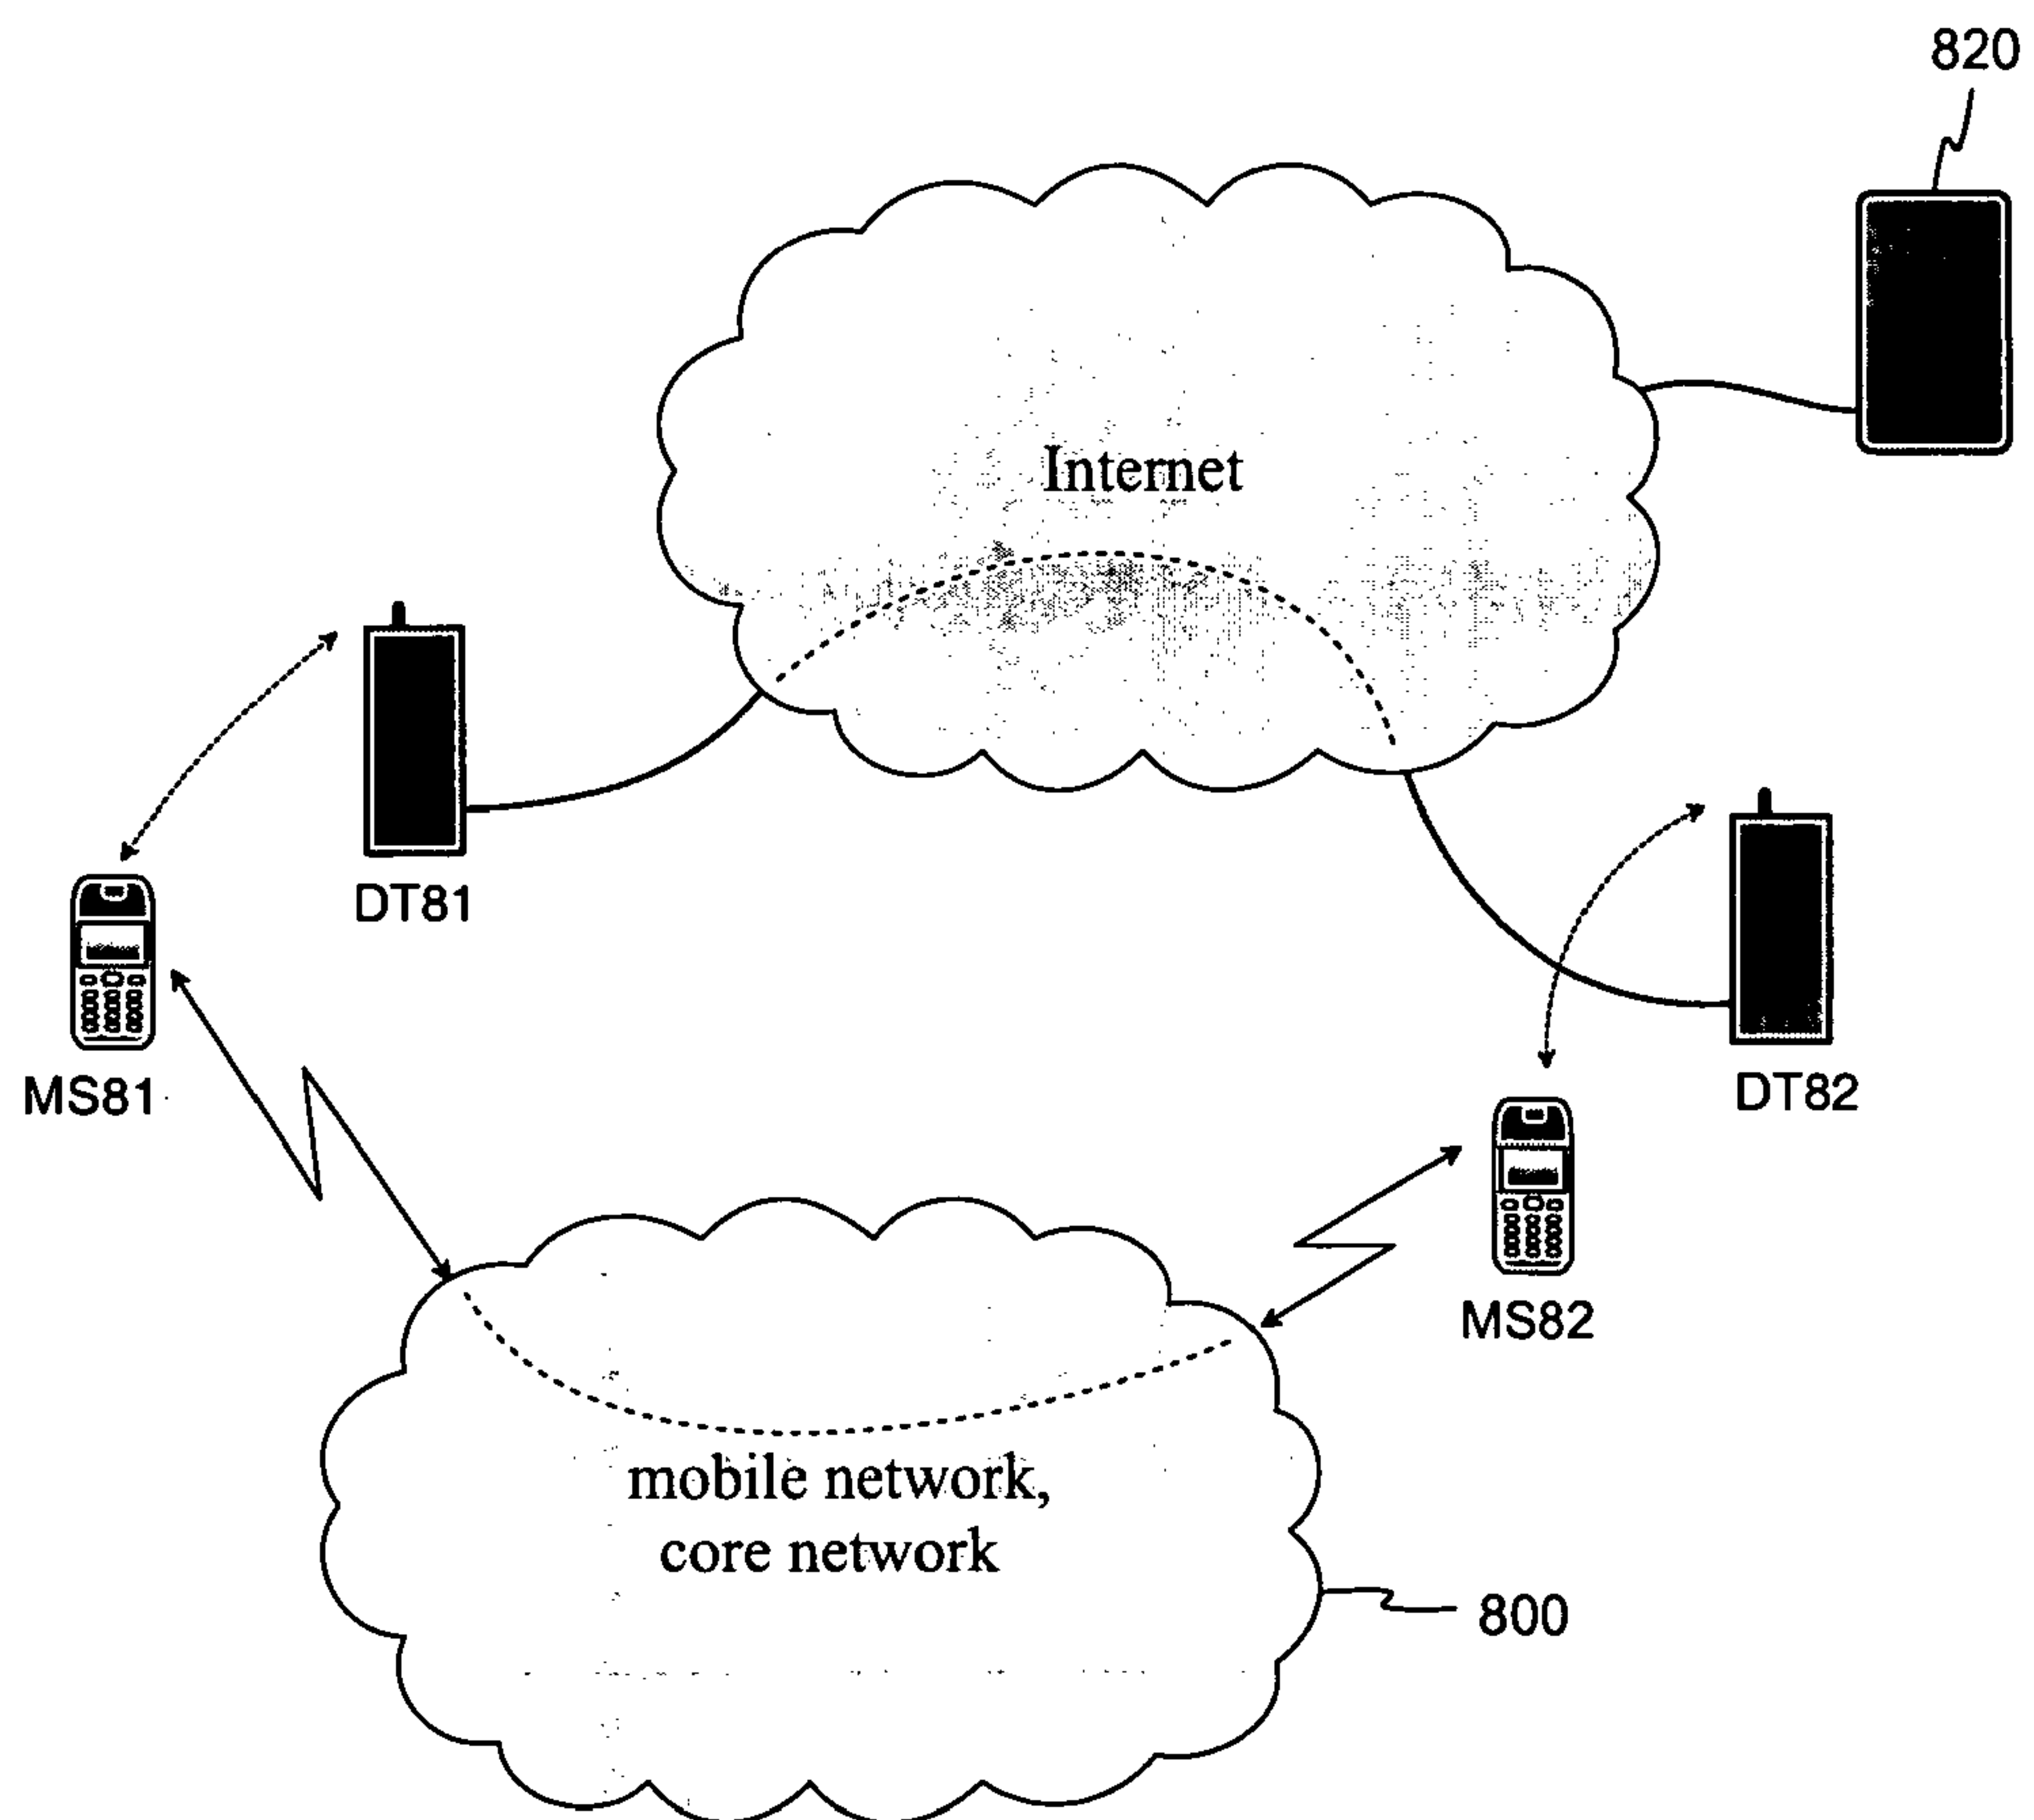 820
Internet
DT81
MS81
DT82
MS82
mobile network,
core network
800